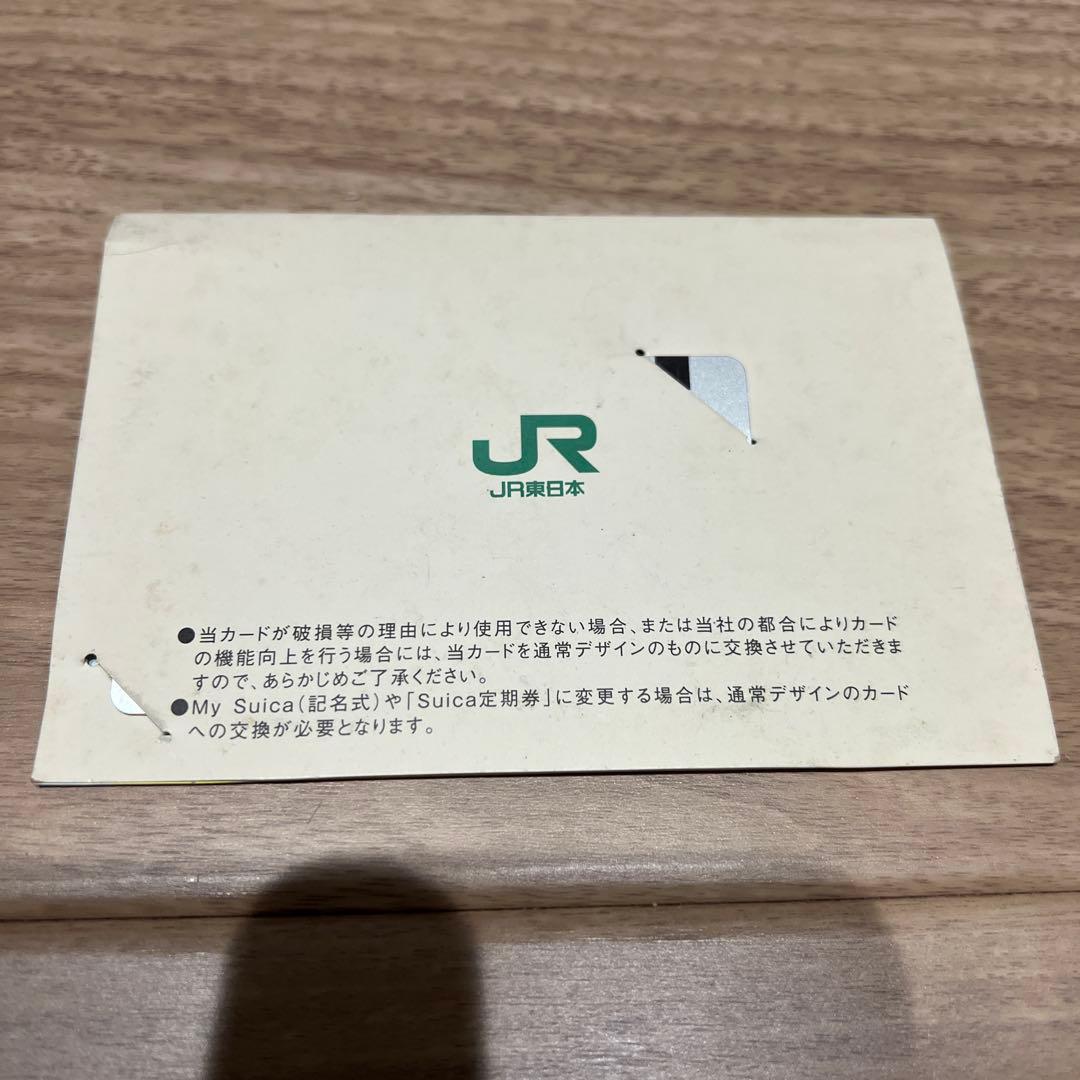 JR
JR東日本
●当カードが破損等の理由により使用できない場合、または当社の都合によりカード
の機能向上を行う場合には、当カードを通常デザインのものに交換させていただきま
すので、あらかじめご了承ください。
●My Suica(記名式)や「Suica定期券」に変更する場合は、通常デザインのカード
への交換が必要となります。